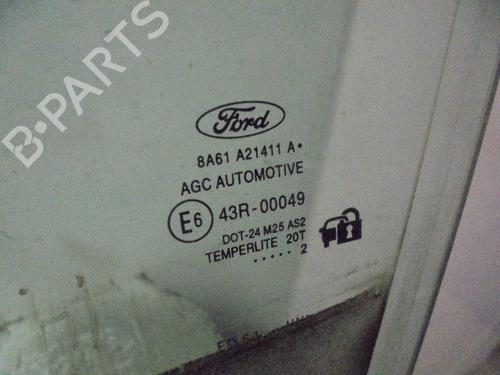 B-PARTS
Ford
8A61 A21411 A•
AGC AUTOMOTIVE
E6 43R-00049
DOT-24 M25 AS2
TEMPERLITE 20T
..... 2